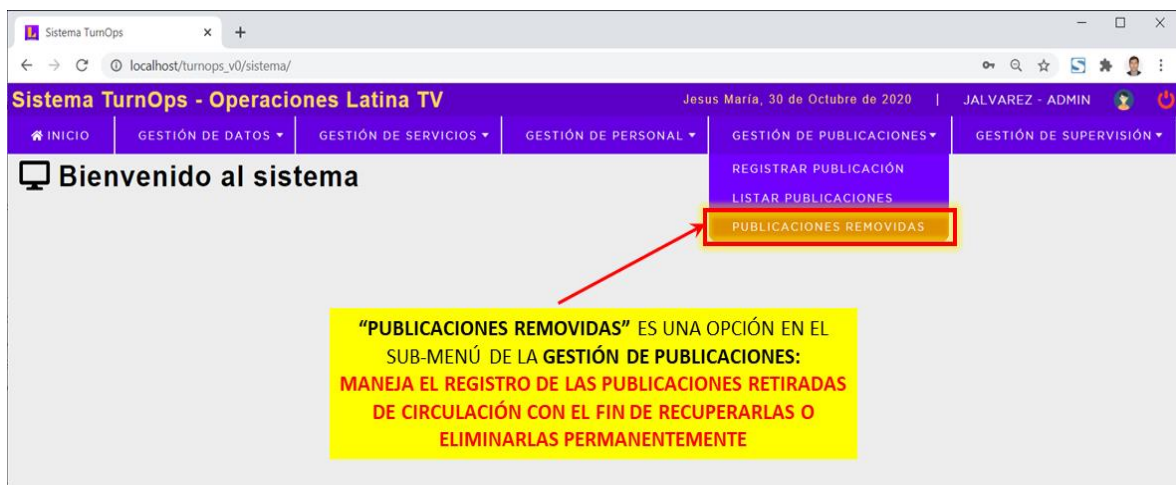 Sistema TurnOps
localhost/turnops_v0/sistema/
Sistema TurnOps - Operaciones Latina TV
Jesus María, 30 de Octubre de 2020 | JALVAREZ - ADMIN
INICIO GESTIÓN DE DATOS GESTIÓN DE SERVICIOS GESTIÓN DE PERSONAL GESTIÓN DE PUBLICACIONES GESTIÓN DE SUPERVISIÓN
Bienvenido al sistema
REGISTRAR PUBLICACIÓN
LISTAR PUBLICACIONES
PUBLICACIONES REMOVIDAS
“PUBLICACIONES REMOVIDAS” ES UNA OPCIÓN EN EL
SUB-MENÚ DE LA GESTIÓN DE PUBLICACIONES:
MANEJA EL REGISTRO DE LAS PUBLICACIONES RETIRADAS
DE CIRCULACIÓN CON EL FIN DE RECUPERARLAS O
ELIMINARLAS PERMANENTEMENTE